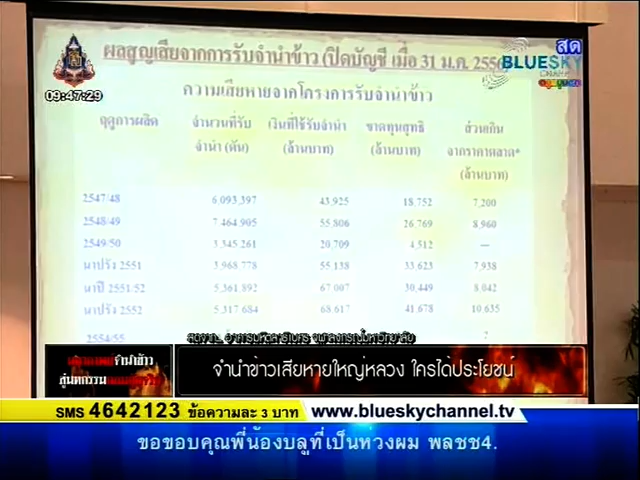 ผลสูญเสียจากการรับจำนำข้าว (ปิดบัญชี เมื่อ 31 ม.ค. 2556
สด
BLUESKY
CHANNEL
09:47:29
ความเสียหายจากโครงการรับจำนำข้าว
ฤดูการผลิต จำนวนที่รับจำนำ (ตัน) เงินที่ใช้รับจำนำ (ล้านบาท) ขาดทุนสุทธิ (ล้านบาท) ส่วนเกินจากราคาตลาด* (ล้านบาท)
2547/48 6,093,397 43,925 18,752 7,200
2548/49 7,464,905 55,806 26,769 8,960
2549/50 3,345,261 20,709 4,512 —
นาปรัง 2551 3,968,778 55,138 33,623 7,938
นาปี 2551/52 5,361,892 67,007 30,449 8,042
นาปรัง 2552 5,317,684 68,617 41,678 10,635
2554/55 ?
จำนำข้าว
จำนำข้าวเสียหายใหญ่หลวง ใครได้ประโยชน์
SMS 4642123 ข้อความละ 3 บาท www.blueskychannel.tv
ขอขอบคุณพี่น้องบลูที่เป็นห่วงผม พลชช4.